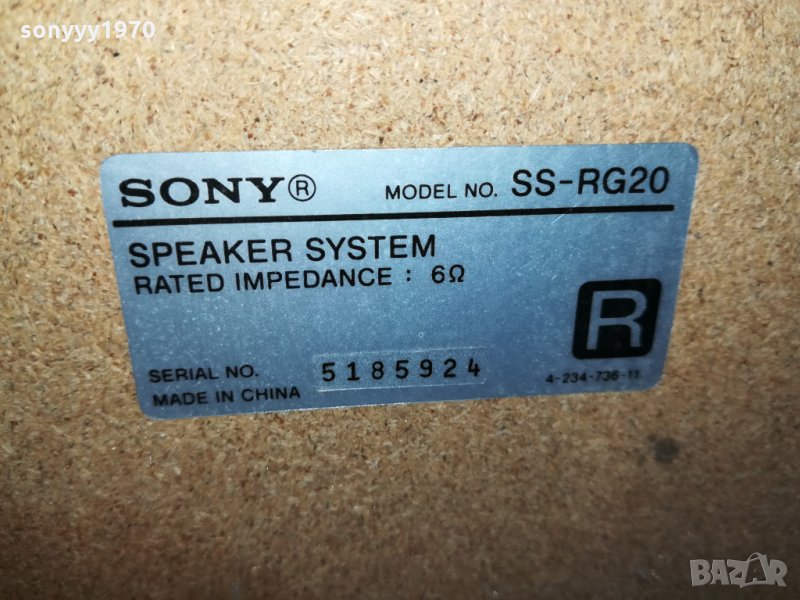 sonyyy1970
SONY® MODEL NO. SS-RG20
SPEAKER SYSTEM
RATED IMPEDANCE : 6Ω
R
SERIAL NO. 5185924
4-234-736-11
MADE IN CHINA
BAZAR